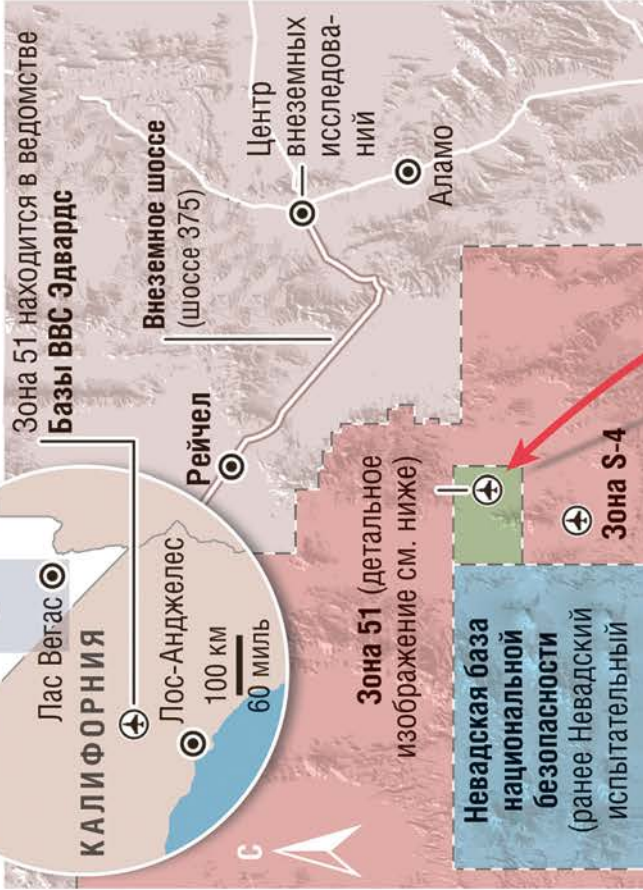 Зона 51 находится в ведомстве
Базы ВВС Эдвардс
Лас Вегас
КАЛИФОРНИЯ
Лос-Анджелес
100 км
60 миль
Рейчел
Внеземное шоссе
(шоссе 375)
Центр
внеземных
исследова-
ний
Аламо
С
Зона 51 (детальное
изображение см. ниже)
Зона S-4
Невадская база
национальной
безопасности
(ранее Невадский
испытательный